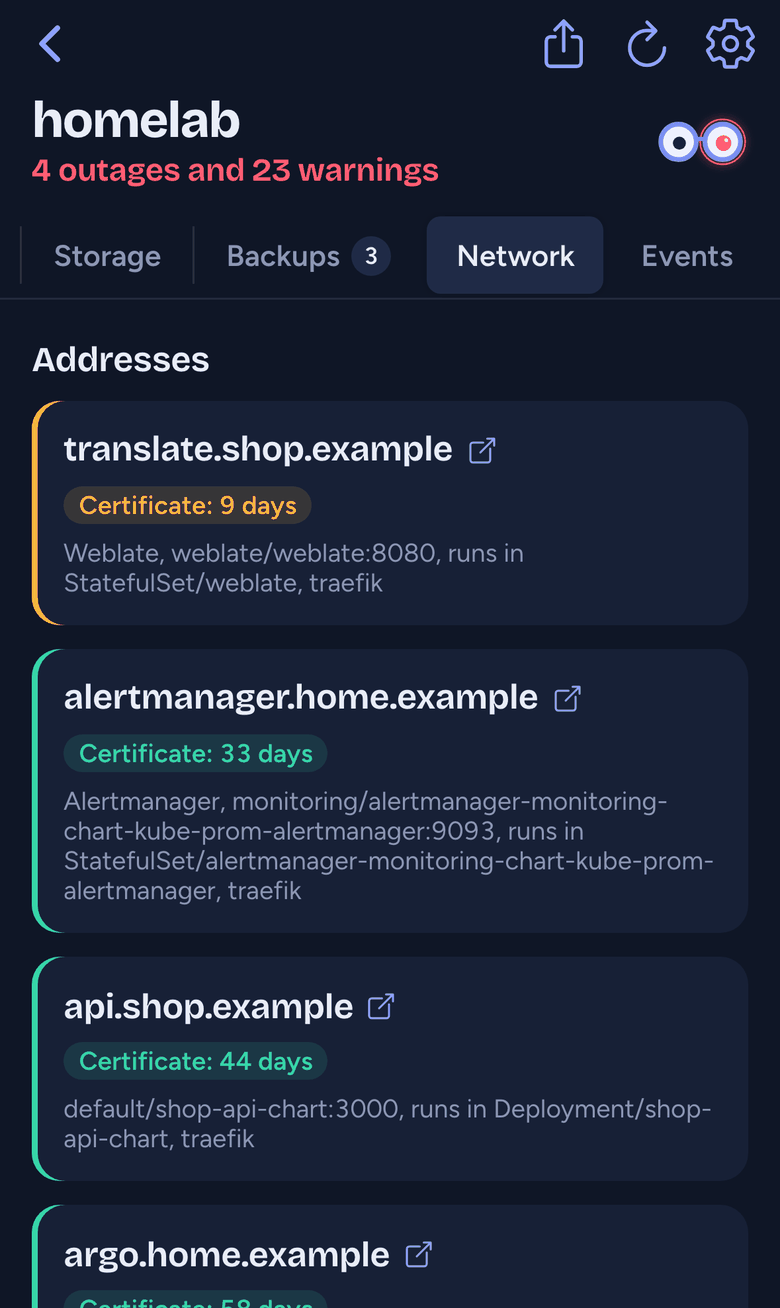 homelab
4 outages and 23 warnings
Storage
Backups 3
Network
Events
Addresses
translate.shop.example
Certificate: 9 days
Weblate, weblate/weblate:8080, runs in
StatefulSet/weblate, traefik
alertmanager.home.example
Certificate: 33 days
Alertmanager, monitoring/alertmanager-monitoring-
chart-kube-prom-alertmanager:9093, runs in
StatefulSet/alertmanager-monitoring-chart-kube-prom-
alertmanager, traefik
api.shop.example
Certificate: 44 days
default/shop-api-chart:3000, runs in Deployment/shop-
api-chart, traefik
argo.home.example
Certificate: 58 days